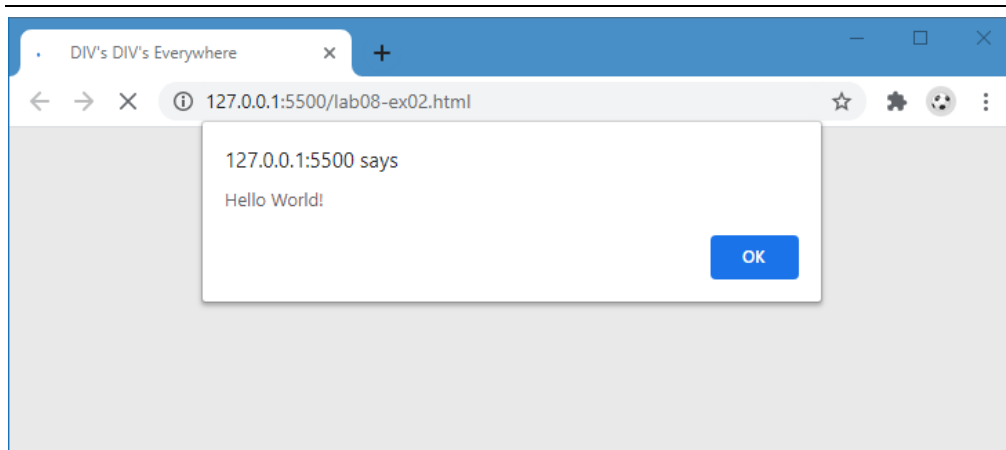 DIV's DIV's Everywhere
127.0.0.1:5500/lab08-ex02.html
127.0.0.1:5500 says
Hello World!
OK